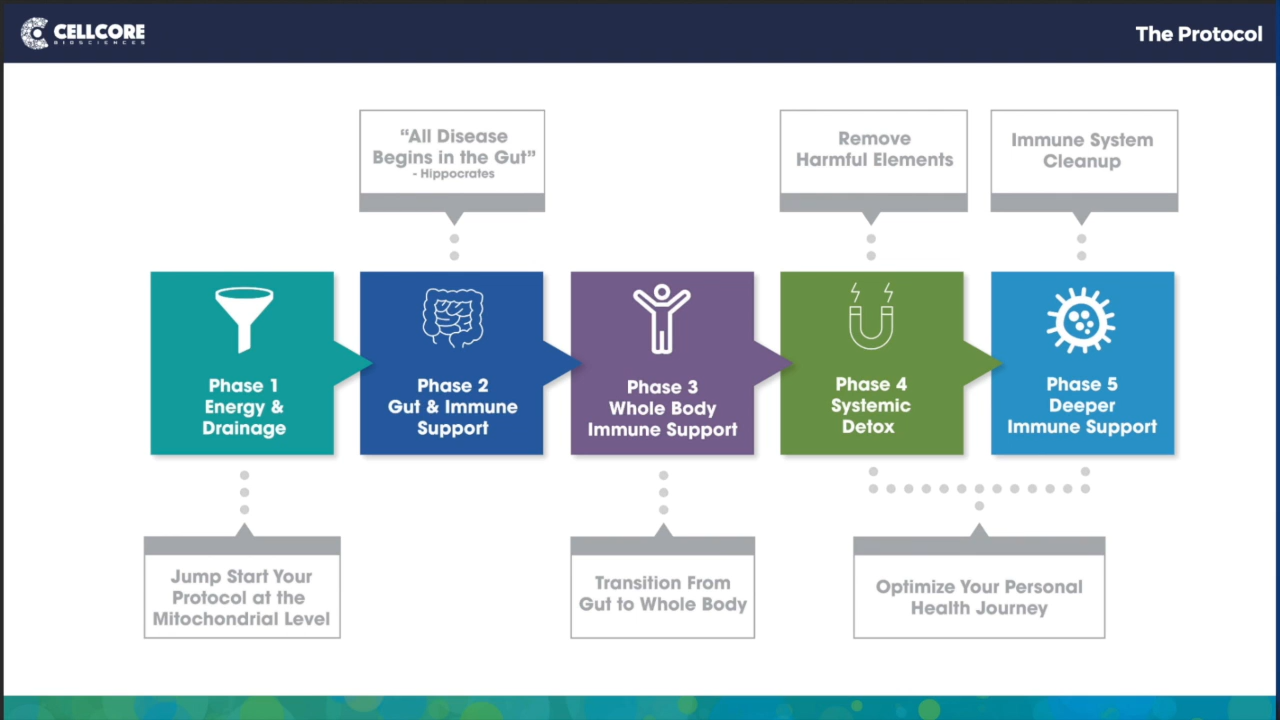 CELLCORE
BIOSCIENCES
The Protocol
“All Disease
Begins in the Gut”
- Hippocrates
Remove
Harmful Elements
Immune System
Cleanup
Phase 1
Energy &
Drainage
Phase 2
Gut & Immune
Support
Phase 3
Whole Body
Immune Support
Phase 4
Systemic
Detox
Phase 5
Deeper
Immune Support
Jump Start Your
Protocol at the
Mitochondrial Level
Transition From
Gut to Whole Body
Optimize Your Personal
Health Journey